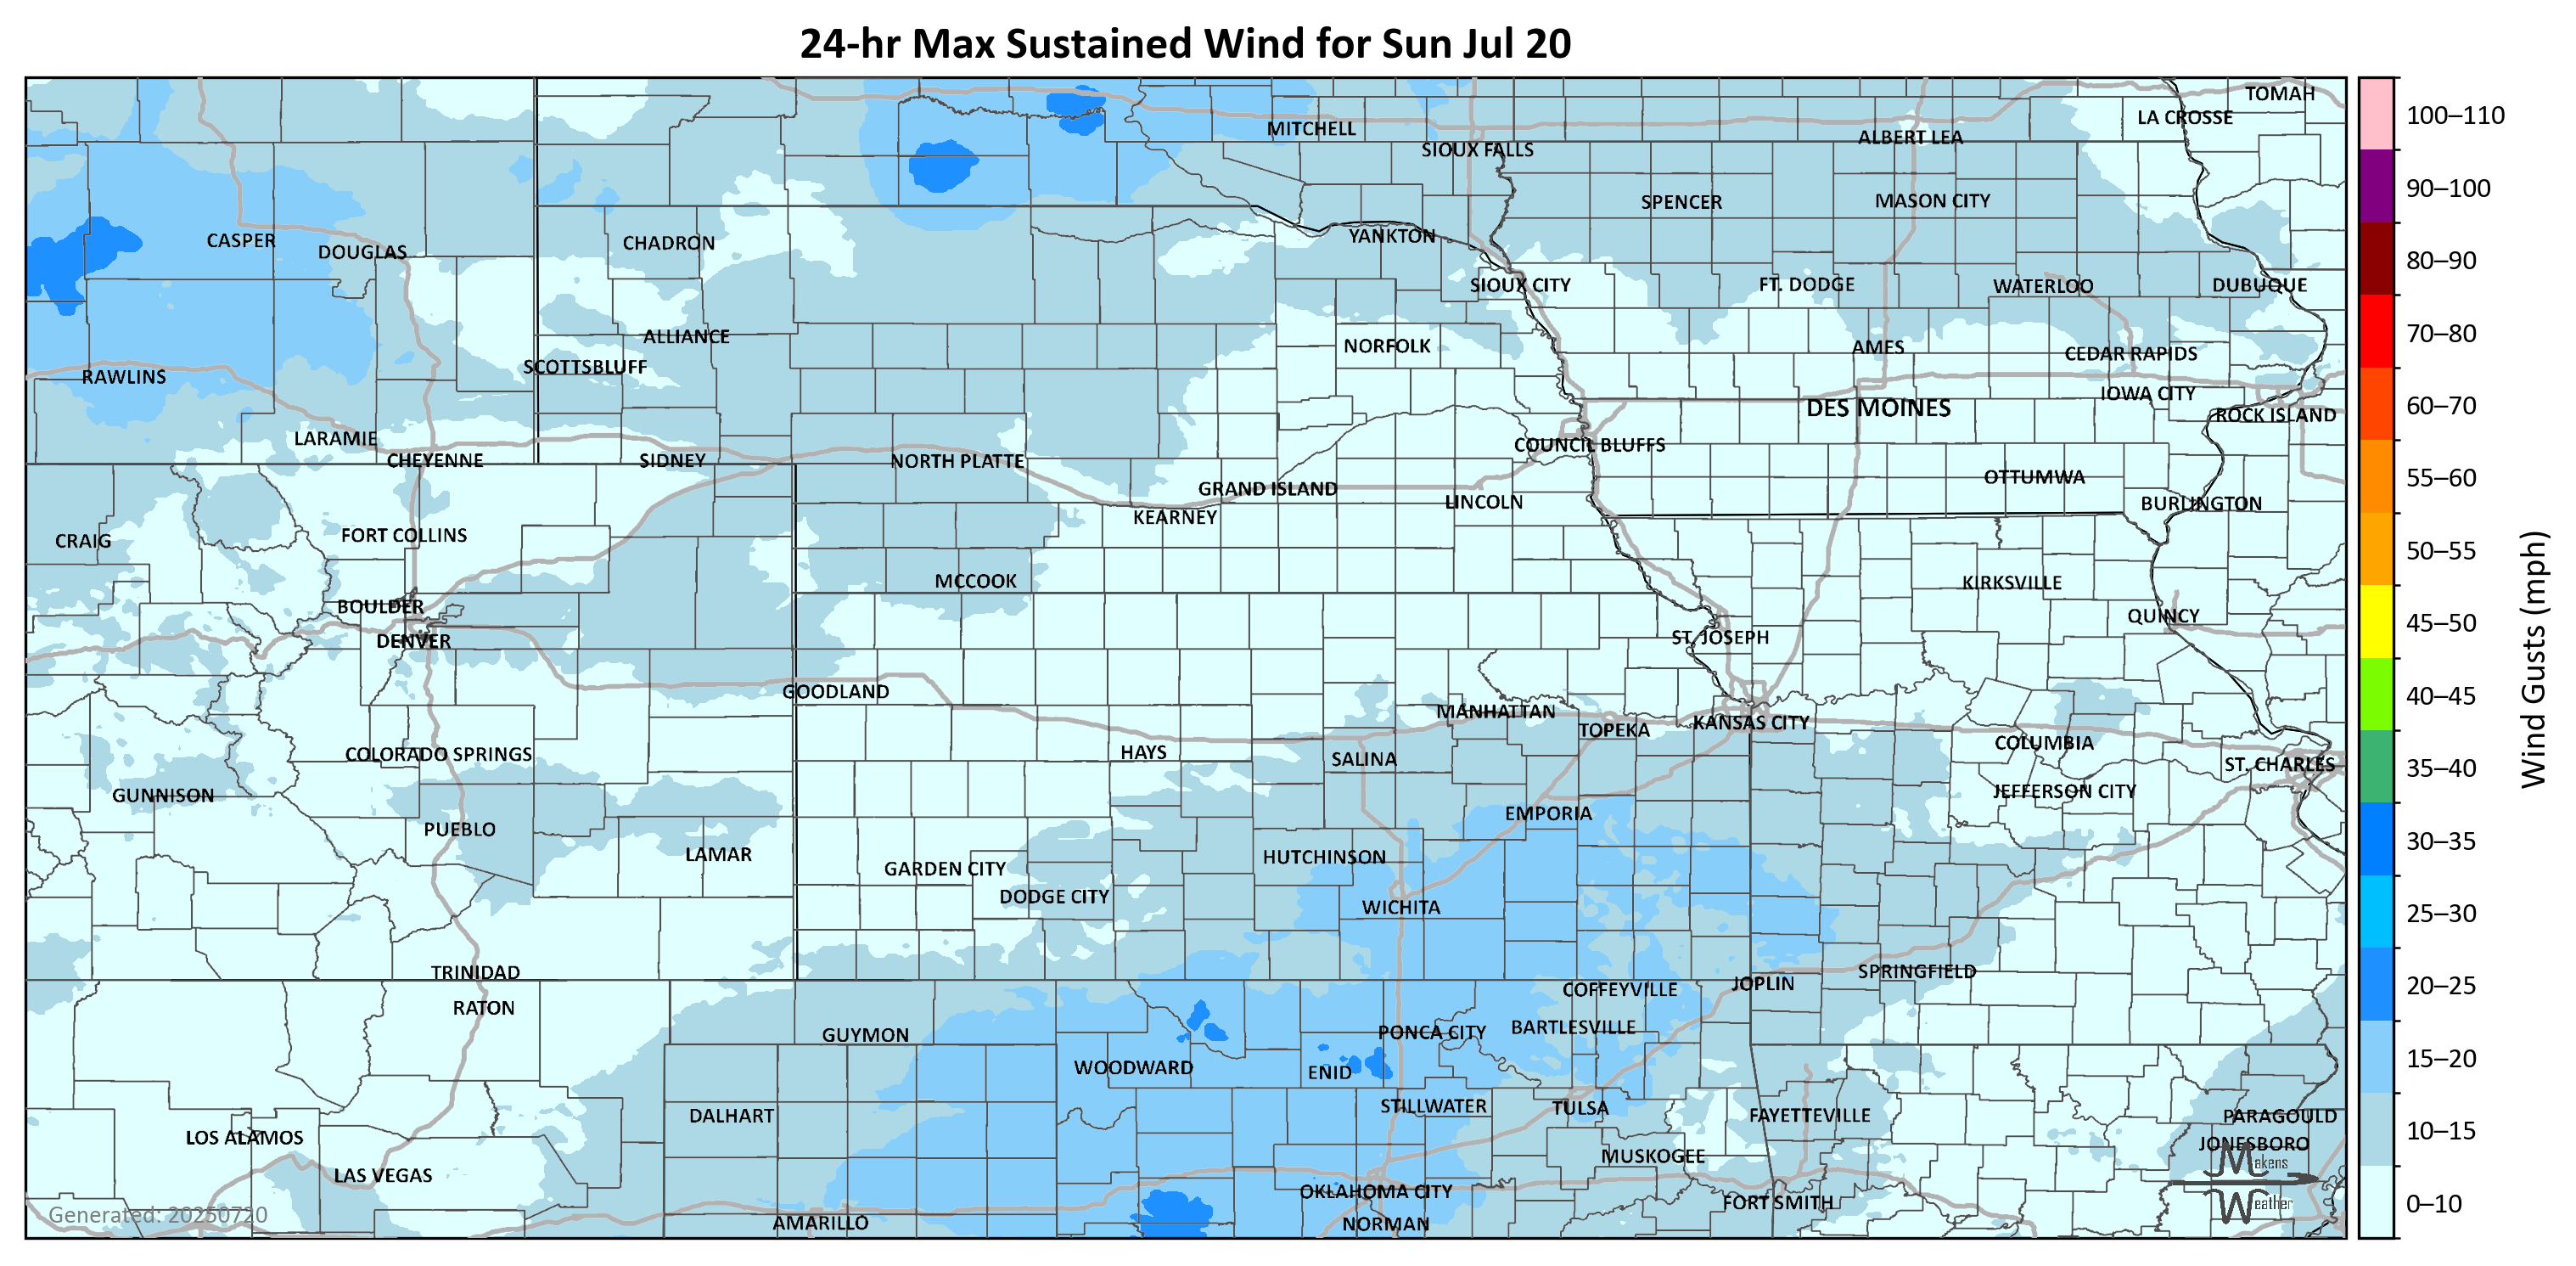 24-hr Max Sustained Wind for Sun Jul 20
TOMAH
LA CROSSE
MITCHELL
ALBERT LEA
SIOUX FALLS
SPENCER
MASON CITY
CASPER
DOUGLAS
CHADRON
YANKTON
SIOUX CITY
FT. DODGE
WATERLOO
DUBUQUE
ALLIANCE
NORFOLK
AMES
CEDAR RAPIDS
SCOTTSBLUFF
RAWLINS
IOWA CITY
DES MOINES
ROCK ISLAND
LARAMIE
COUNCIL BLUFFS
CHEYENNE
SIDNEY
NORTH PLATTE
OTTUMWA
GRAND ISLAND
LINCOLN
BURLINGTON
KEARNEY
CRAIG
FORT COLLINS
MCCOOK
KIRKSVILLE
BOULDER
QUINCY
DENVER
ST. JOSEPH
GOODLAND
MANHATTAN
TOPEKA
KANSAS CITY
COLUMBIA
COLORADO SPRINGS
HAYS
SALINA
ST. CHARLES
GUNNISON
JEFFERSON CITY
EMPORIA
PUEBLO
LAMAR
HUTCHINSON
GARDEN CITY
DODGE CITY
WICHITA
TRINIDAD
SPRINGFIELD
JOPLIN
COFFEYVILLE
RATON
GUYMON
PONCA CITY
BARTLESVILLE
WOODWARD
ENID
STILLWATER
TULSA
DALHART
FAYETTEVILLE
PARAGOULD
LOS ALAMOS
JONESBORO
MUSKOGEE
LAS VEGAS
OKLAHOMA CITY
FORT SMITH
AMARILLO
NORMAN
Generated: 20250720
Makens
Weather
100–110
90–100
80–90
70–80
60–70
55–60
50–55
45–50
40–45
35–40
30–35
25–30
20–25
15–20
10–15
0–10
Wind Gusts (mph)